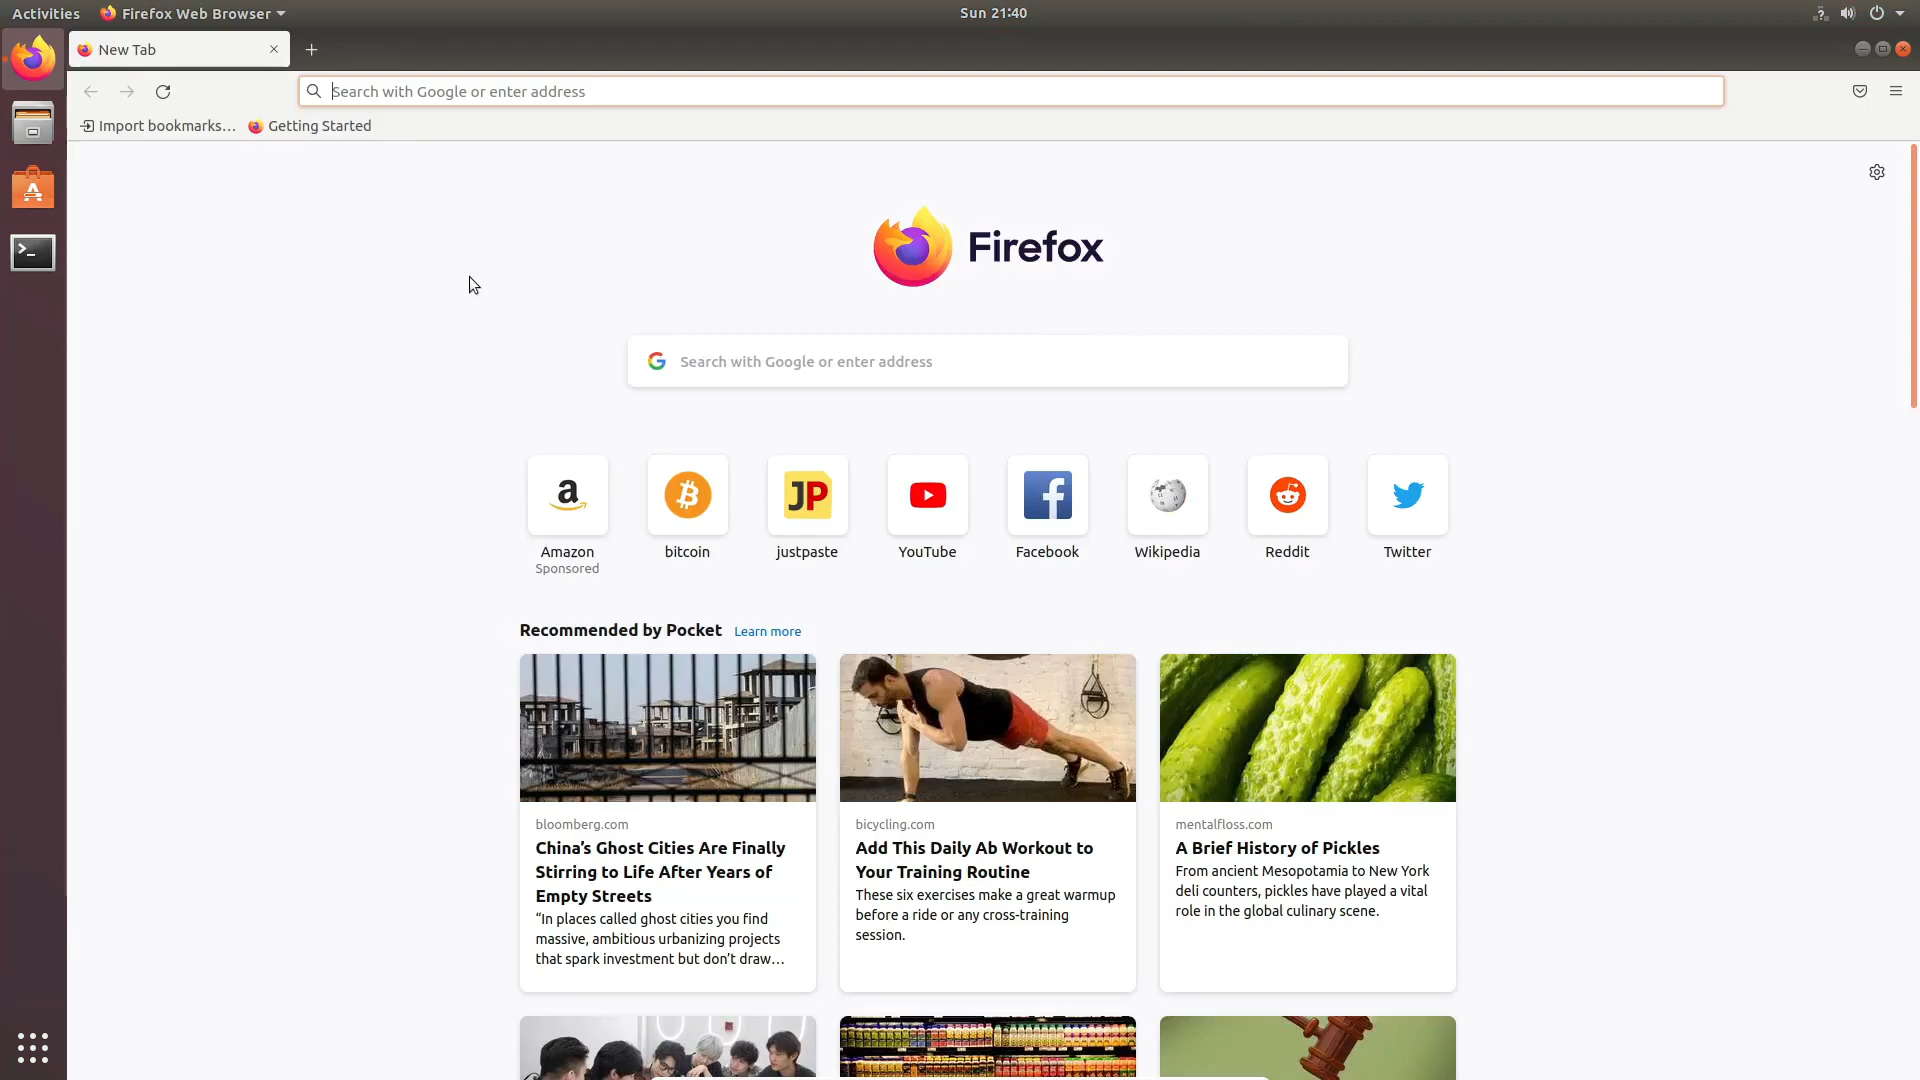 Activities
Firefox Web Browser
Sun 21:40
New Tab
Search with Google or enter address
Import bookmarks…
Getting Started
Firefox
Search with Google or enter address
Amazon
Sponsored
bitcoin
JP
justpaste
YouTube
Facebook
Wikipedia
Reddit
Twitter
Recommended by Pocket
Learn more
bloomberg.com
China’s Ghost Cities Are Finally
Stirring to Life After Years of
Empty Streets
“In places called ghost cities you find
massive, ambitious urbanizing projects
that spark investment but don’t draw…
bicycling.com
Add This Daily Ab Workout to
Your Training Routine
These six exercises make a great warmup
before a ride or any cross-training
session.
mentalfloss.com
A Brief History of Pickles
From ancient Mesopotamia to New York
deli counters, pickles have played a vital
role in the global culinary scene.